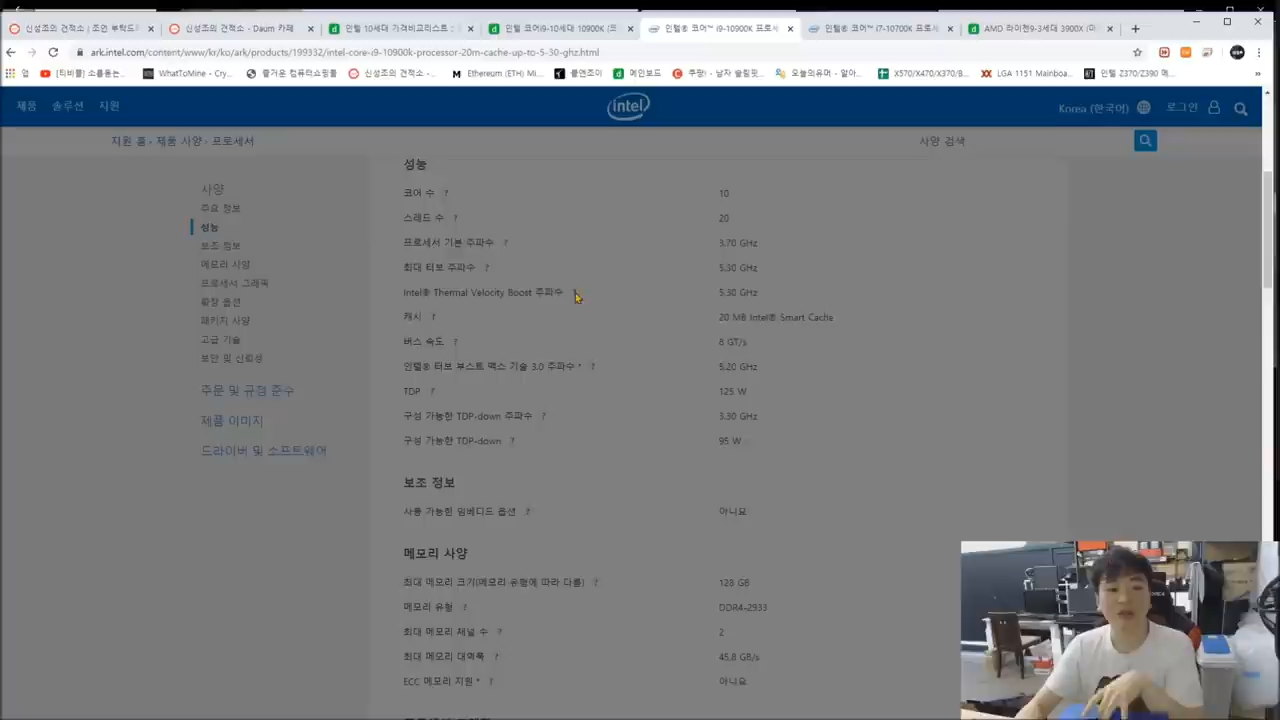 신성조의 견적소 | 조언 부탁드
신성조의 견적소 - Daum 카페
인텔 10세대 가격비교리스트 :
인텔 코어i9-10세대 10900K (코
인텔® 코어™ i9-10900K 프로세
인텔® 코어™ i7-10700K 프로세
AMD 라이젠9-3세대 3900X (마
ark.intel.com/content/www/kr/ko/ark/products/199332/intel-core-i9-10900k-processor-20m-cache-up-to-5-30-ghz.html
앱
WhatToMine - Cry...
즐거운 컴퓨터쇼핑몰
신성조의 견적소 -...
Ethereum (ETH) Mi...
쿨엔조이
메인보드
오늘의유머 -
X570/X470/X370/B...
LGA 1151 Mainboa...
인텔 Z370/Z390 메...
제품 솔루션 지원
intel
Korea (한국어)
로그인
지원 홈 › 제품 사양 › 프로세서
사양 검색
사양
주요 정보
성능
보조 정보
메모리 사양
프로세서 그래픽
확장 옵션
패키지 사양
고급 기술
보안 및 신뢰성
주문 및 규정 준수
제품 이미지
드라이버 및 소프트웨어
성능
코어 수 ? 10
스레드 수 ? 20
프로세서 기본 주파수 ? 3.70 GHz
최대 터보 주파수 ? 5.30 GHz
Intel® Thermal Velocity Boost 주파수 5.30 GHz
캐시 ? 20 MB Intel® Smart Cache
버스 속도 ? 8 GT/s
인텔® 터보 부스트 맥스 기술 3.0 주파수 * ? 5.20 GHz
TDP ? 125 W
구성 가능한 TDP-down 주파수 ? 3.30 GHz
구성 가능한 TDP-down ? 95 W
보조 정보
사용 가능한 임베디드 옵션 ? 아니요
메모리 사양
최대 메모리 크기(메모리 유형에 따라 다름) ? 128 GB
메모리 유형 ? DDR4-2933
최대 메모리 채널 수 ? 2
최대 메모리 대역폭 ? 45.8 GB/s
ECC 메모리 지원 * ? 아니요